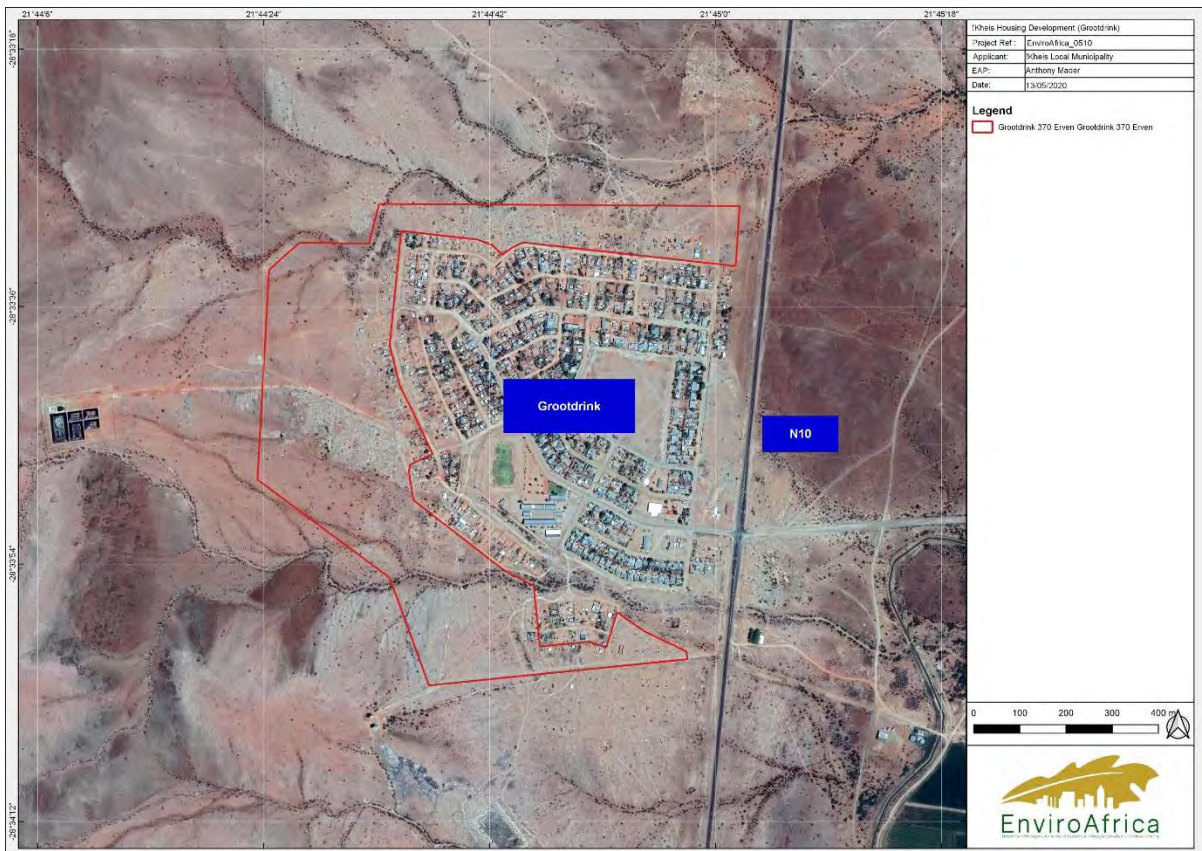 21°44'6"
21°44'24"
21°44'42"
21°45'0"
21°45'18"
-28°33'18"
-28°33'36"
-28°33'54"
-28°34'12"
Grootdrink
N10
!Kheis Housing Development (Grootdrink)
Project Ref : EnviroAfrica_0510
Applicant: !Kheis Local Municipality
EAP: Anthony Mader
Date: 13/05/2020
Legend
Grootdrink 370 Erven Grootdrink 370 Erven
0 100 200 300 400 m
EnviroAfrica